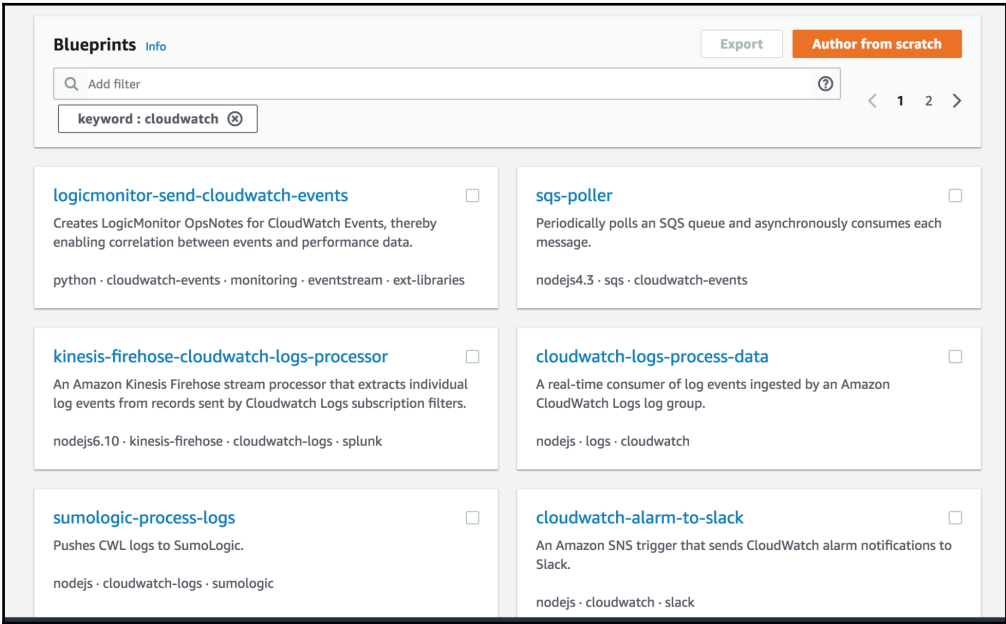 Blueprints Info
Export
Author from scratch
Add filter
keyword : cloudwatch
1 2
logicmonitor-send-cloudwatch-events
Creates LogicMonitor OpsNotes for CloudWatch Events, thereby
enabling correlation between events and performance data.
python · cloudwatch-events · monitoring · eventstream · ext-libraries
sqs-poller
Periodically polls an SQS queue and asynchronously consumes each
message.
nodejs4.3 · sqs · cloudwatch-events
kinesis-firehose-cloudwatch-logs-processor
An Amazon Kinesis Firehose stream processor that extracts individual
log events from records sent by Cloudwatch Logs subscription filters.
nodejs6.10 · kinesis-firehose · cloudwatch-logs · splunk
cloudwatch-logs-process-data
A real-time consumer of log events ingested by an Amazon
CloudWatch Logs log group.
nodejs · logs · cloudwatch
sumologic-process-logs
Pushes CWL logs to SumoLogic.
nodejs · cloudwatch-logs · sumologic
cloudwatch-alarm-to-slack
An Amazon SNS trigger that sends CloudWatch alarm notifications to
Slack.
nodejs · cloudwatch · slack